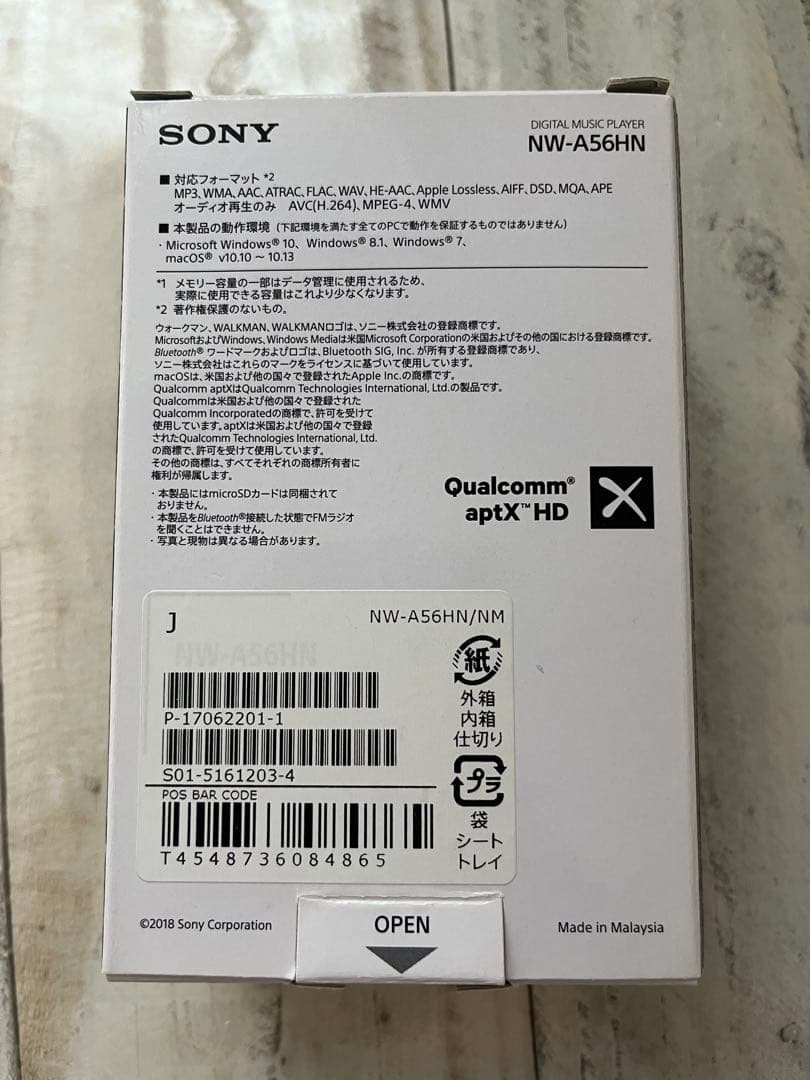 SONY
DIGITAL MUSIC PLAYER
NW-A56HN
■ 対応フォーマット *2
MP3、WMA、AAC、ATRAC、FLAC、WAV、HE-AAC、Apple Lossless、AIFF、DSD、MQA、APE
オーディオ再生のみ AVC(H.264)、MPEG-4、WMV
■ 本製品の動作環境（下記環境を満たす全てのPCで動作を保証するものではありません）
・Microsoft Windows® 10、Windows® 8.1、Windows® 7、
macOS® v10.10 ～ 10.13
*1 メモリー容量の一部はデータ管理に使用されるため、
実際に使用できる容量はこれより少なくなります。
*2 著作権保護のないもの。
ウォークマン、WALKMAN、WALKMANロゴは、ソニー株式会社の登録商標です。
MicrosoftおよびWindows、Windows Mediaは米国Microsoft Corporationの米国およびその他の国における登録商標です。
Bluetooth® ワードマークおよびロゴは、Bluetooth SIG, Inc. が所有する登録商標であり、
ソニー株式会社はこれらのマークをライセンスに基づいて使用しています。
macOSは、米国および他の国々で登録されたApple Inc.の商標です。
Qualcomm aptXはQualcomm Technologies International, Ltd.の製品です。
Qualcommは米国および他の国々で登録された
Qualcomm Incorporatedの商標で、許可を受けて
使用しています。aptXは米国および他の国々で登録
されたQualcomm Technologies International, Ltd.
の商標で、許可を受けて使用しています。
その他の商標は、すべてそれぞれの商標所有者に
権利が帰属します。
・本製品にはmicroSDカードは同梱されて
おりません。
・本製品をBluetooth®接続した状態でFMラジオ
を聞くことはできません。
・写真と現物は異なる場合があります。
Qualcomm®
aptX™ HD
J
NW-A56HN/NM
NW-A56HN
P-17062201-1
S01-5161203-4
POS BAR CODE
T4548736084865
紙
外箱
内箱
仕切り
プラ
袋
シート
トレイ
©2018 Sony Corporation
OPEN
Made in Malaysia